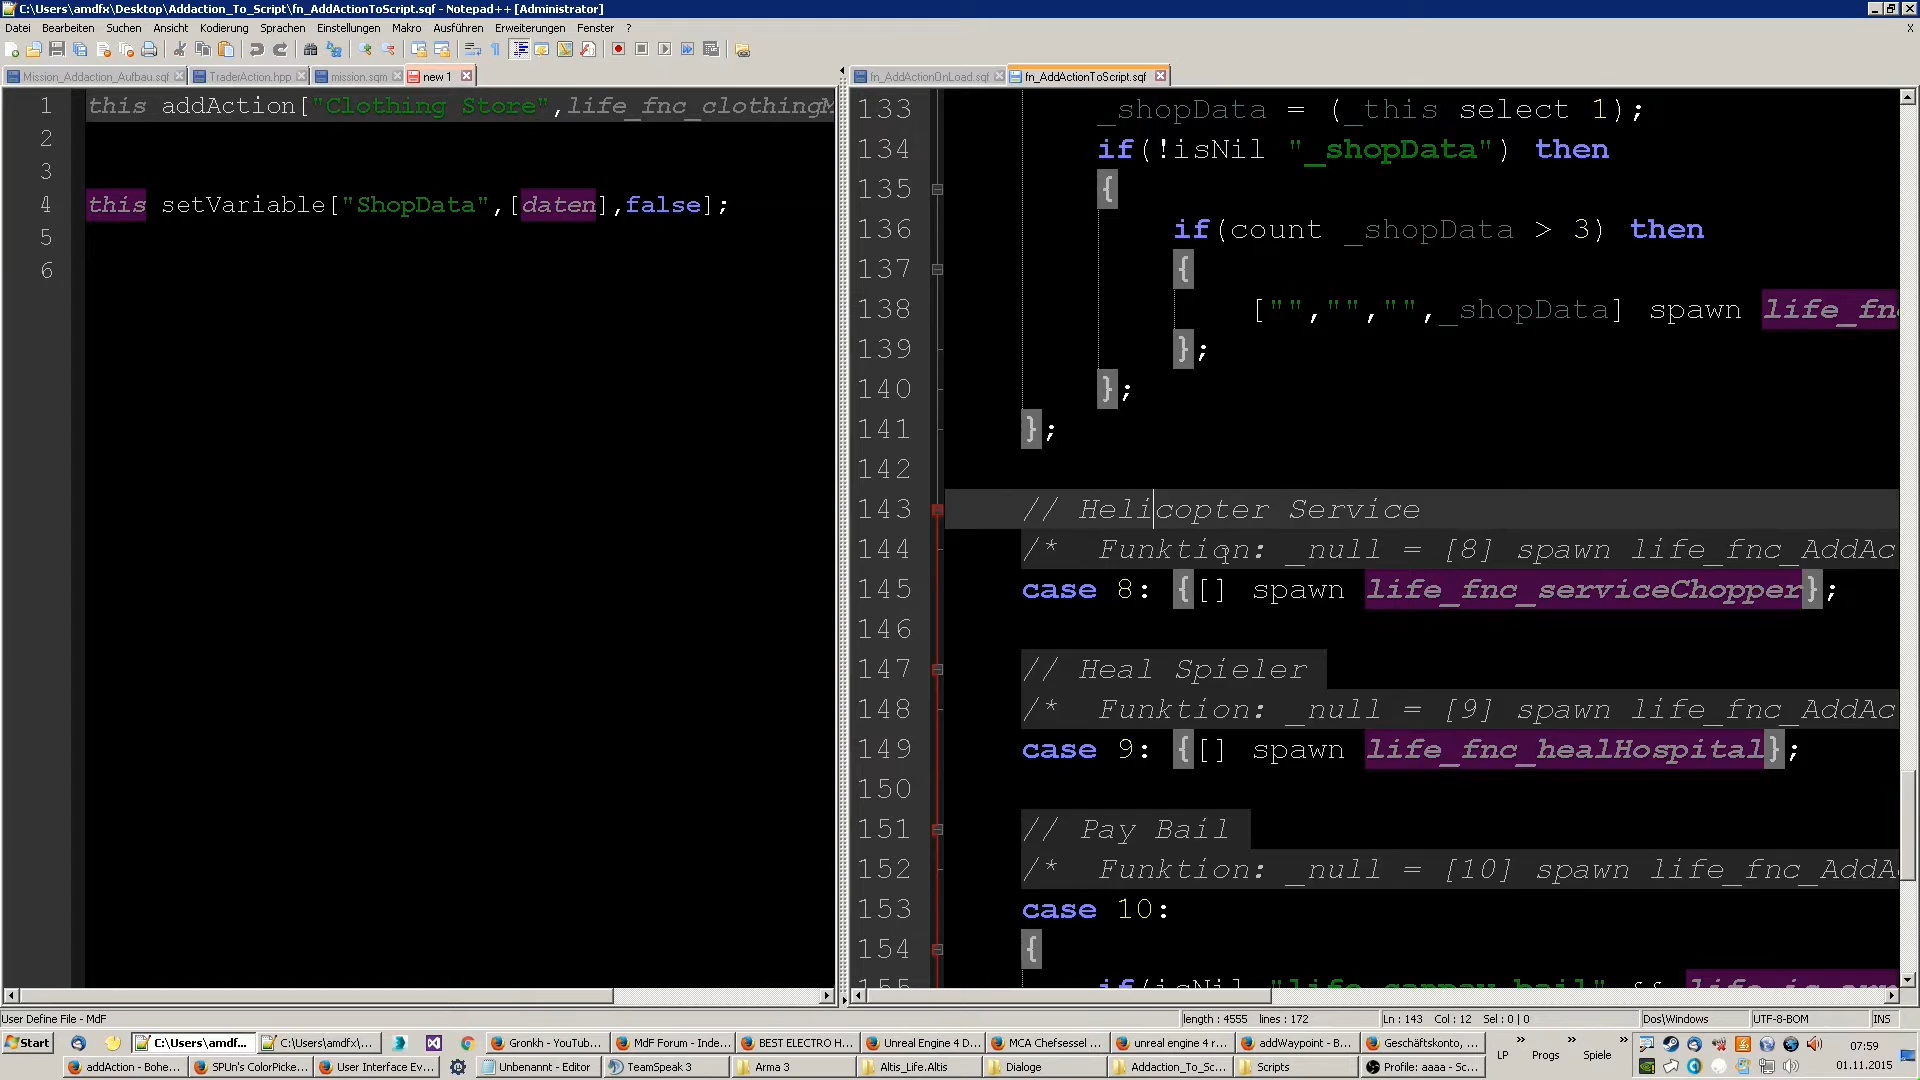 C:\Users\amdfx\Desktop\Addaction_To_Script\fn_AddActionToScript.sqf - Notepad++ [Administrator]
Datei Bearbeiten Suchen Ansicht Kodierung Sprachen Einstellungen Makro Ausführen Erweiterungen Fenster ?
X
Mission_Addaction_Aufbau.sqf TraderAction.hpp mission.sqm new 1
fn_AddActionOnLoad.sqf fn_AddActionToScript.sqf
1 this addAction["Clothing Store",life_fnc_clothingM
2
3
4 this setVariable["ShopData",[daten],false];
5
6
133 _shopData = (_this select 1);
134 if(!isNil "_shopData") then
135 {
136 if(count _shopData > 3) then
137 {
138 ["","","",_shopData] spawn life_fn
139 };
140 };
141 };
142
143 // Helicopter Service
144 /* Funktion: _null = [8] spawn life_fnc_AddAc
145 case 8: {[] spawn life_fnc_serviceChopper};
146
147 // Heal Spieler
148 /* Funktion: _null = [9] spawn life_fnc_AddAc
149 case 9: {[] spawn life_fnc_healHospital};
150
151 // Pay Bail
152 /* Funktion: _null = [10] spawn life_fnc_AddA
153 case 10:
154 {
155 if(isNil "life_canpay_bail" &&
User Define File - MdF length : 4555 lines : 172 Ln : 143 Col : 12 Sel : 0 | 0 Dos\Windows UTF-8-BOM INS
Start C:\Users\amdf... C:\Users\amdfx\... Gronkh - YouTub... MdF Forum - Inde... BEST ELECTRO H... Unreal Engine 4 D... MCA Chefsessel ... unreal engine 4 r... addWaypoint - B... Geschäftskonto, ... LP » Progs » Spiele » 07:59
addAction - Bohe... SPUn's ColorPicke... User Interface Ev... Unbenannt - Editor TeamSpeak 3 Arma 3 Altis_Life.Altis Dialoge Addaction_To_Sc... Scripts Profile: aaaa - Sc... 01.11.2015